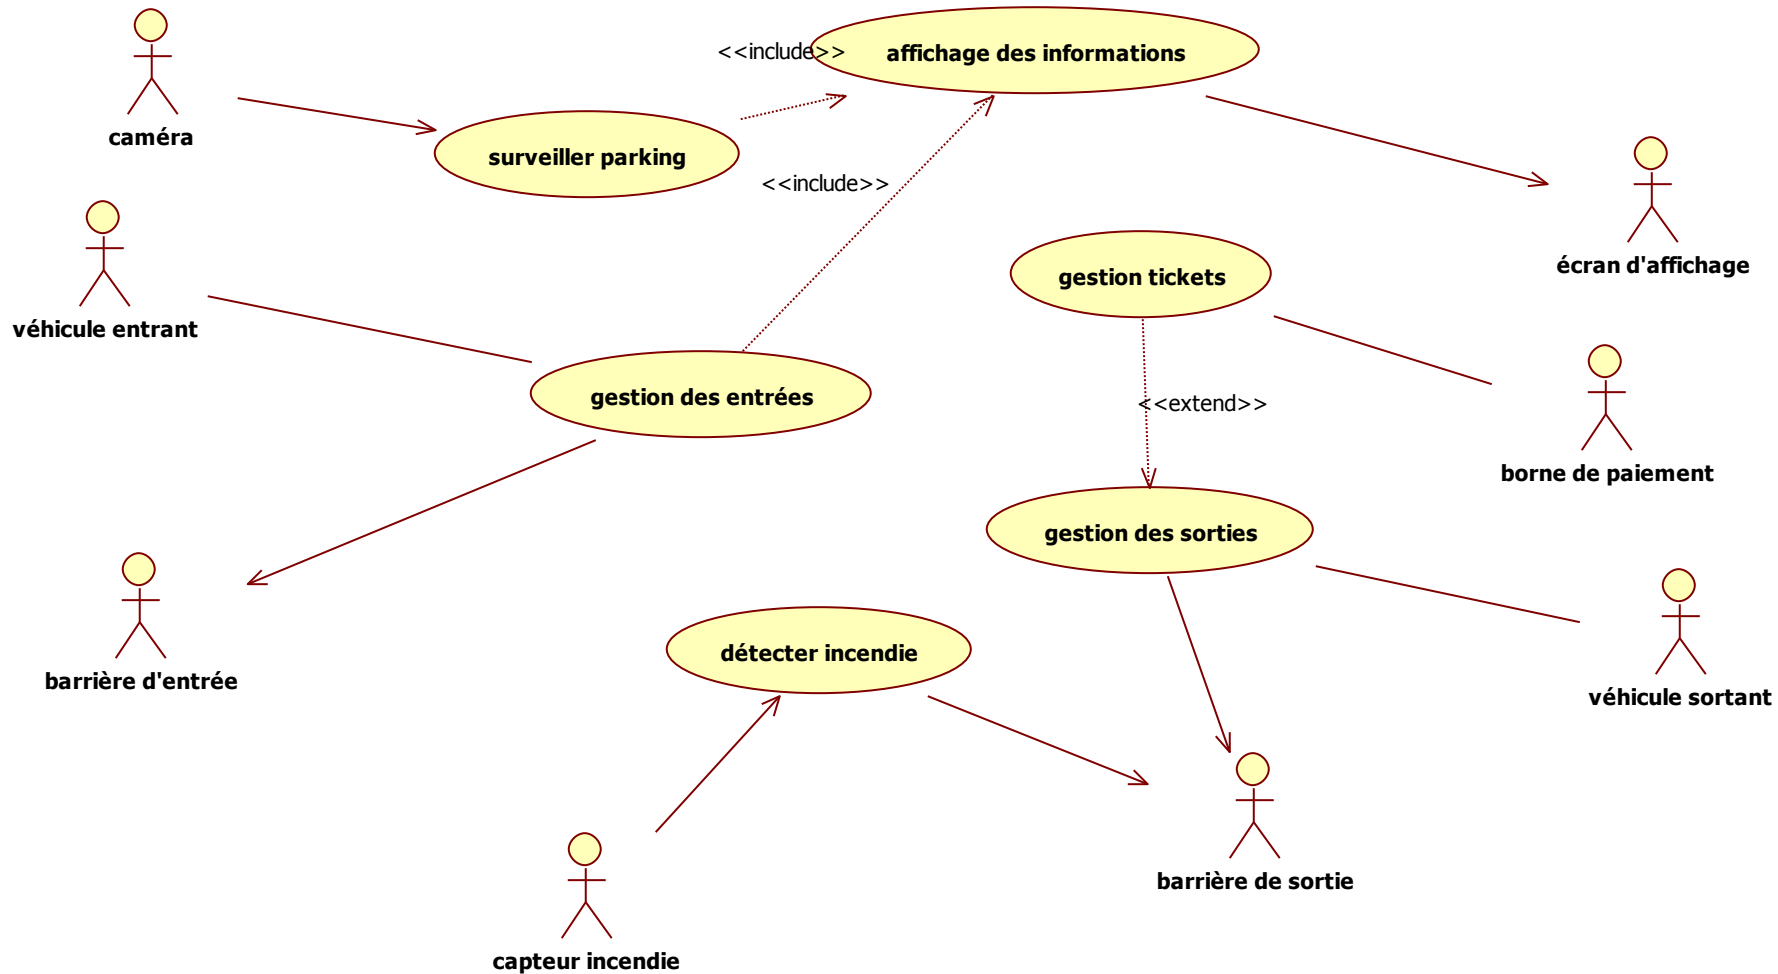 <<include>>
affichage des informations
caméra
surveiller parking
<<include>>
écran d'affichage
gestion tickets
véhicule entrant
gestion des entrées
<<extend>>
borne de paiement
gestion des sorties
détecter incendie
barrière d'entrée
véhicule sortant
barrière de sortie
capteur incendie